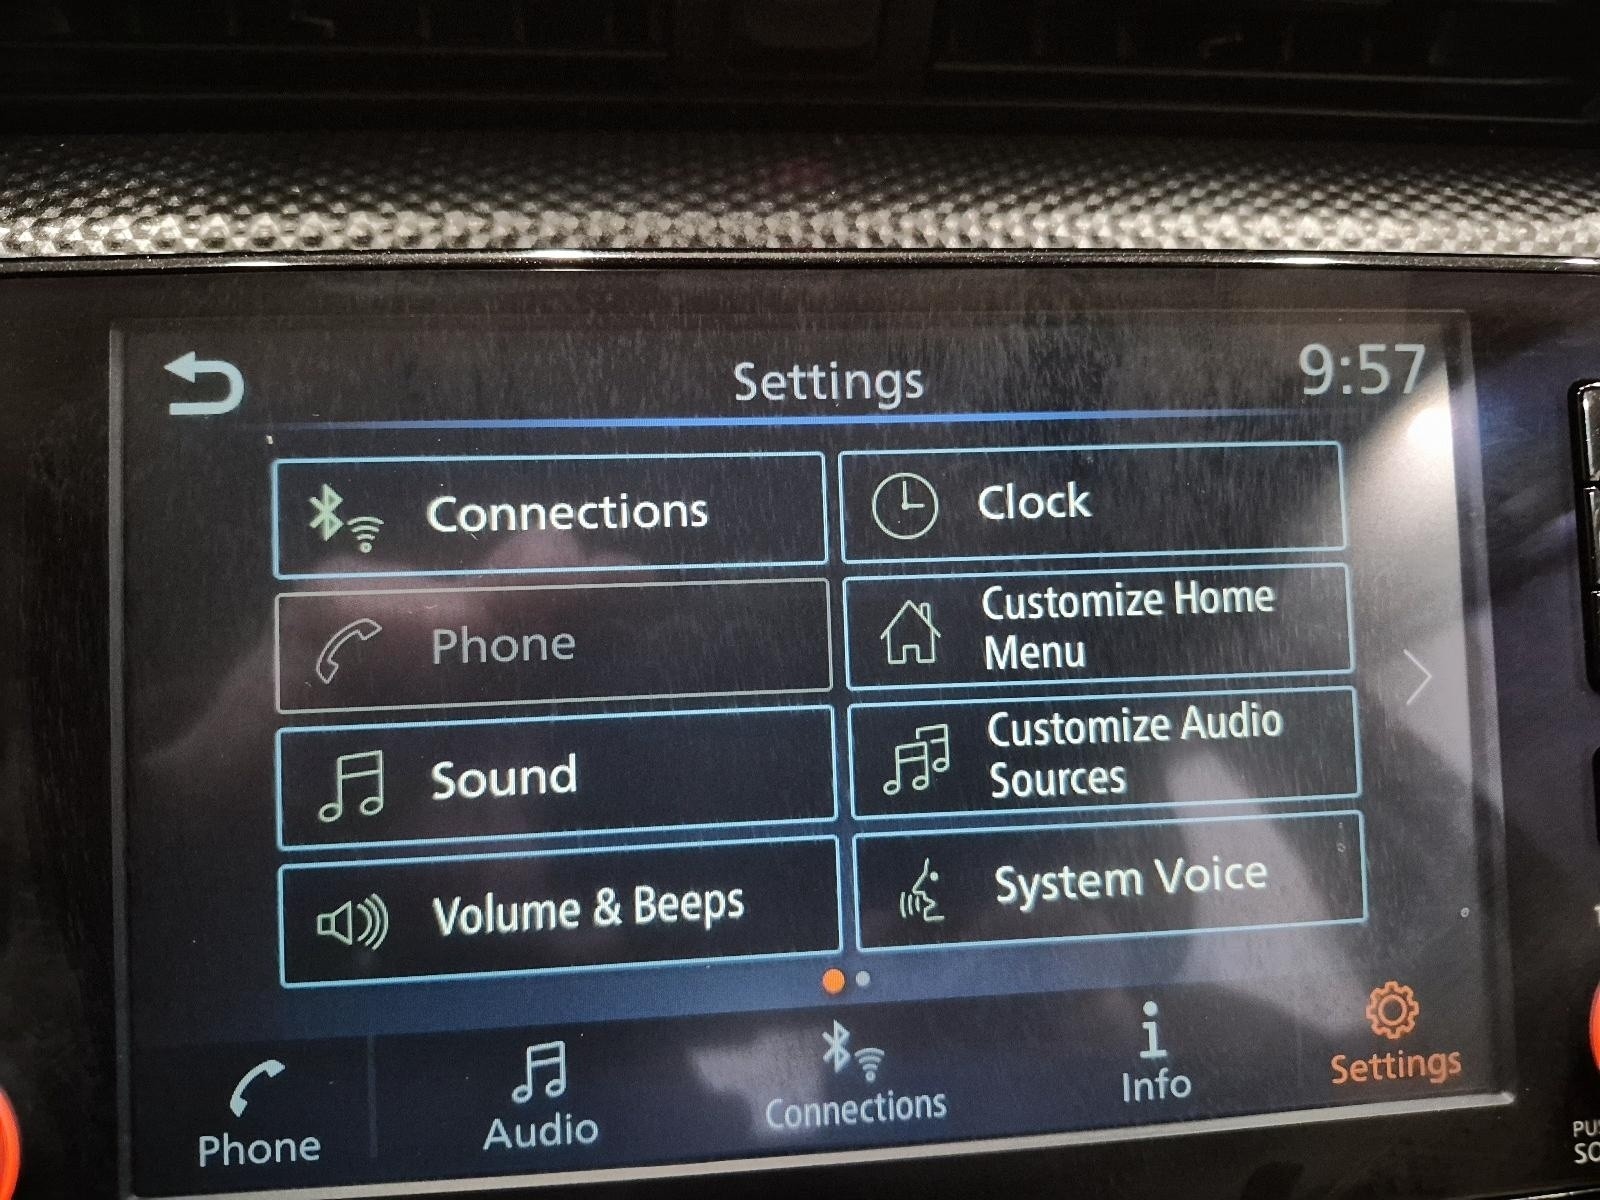 Settings
9:57
Connections
Clock
Phone
Customize Home
Menu
Sound
Customize Audio
Sources
Volume & Beeps
System Voice
Phone
Audio
Connections
Info
Settings